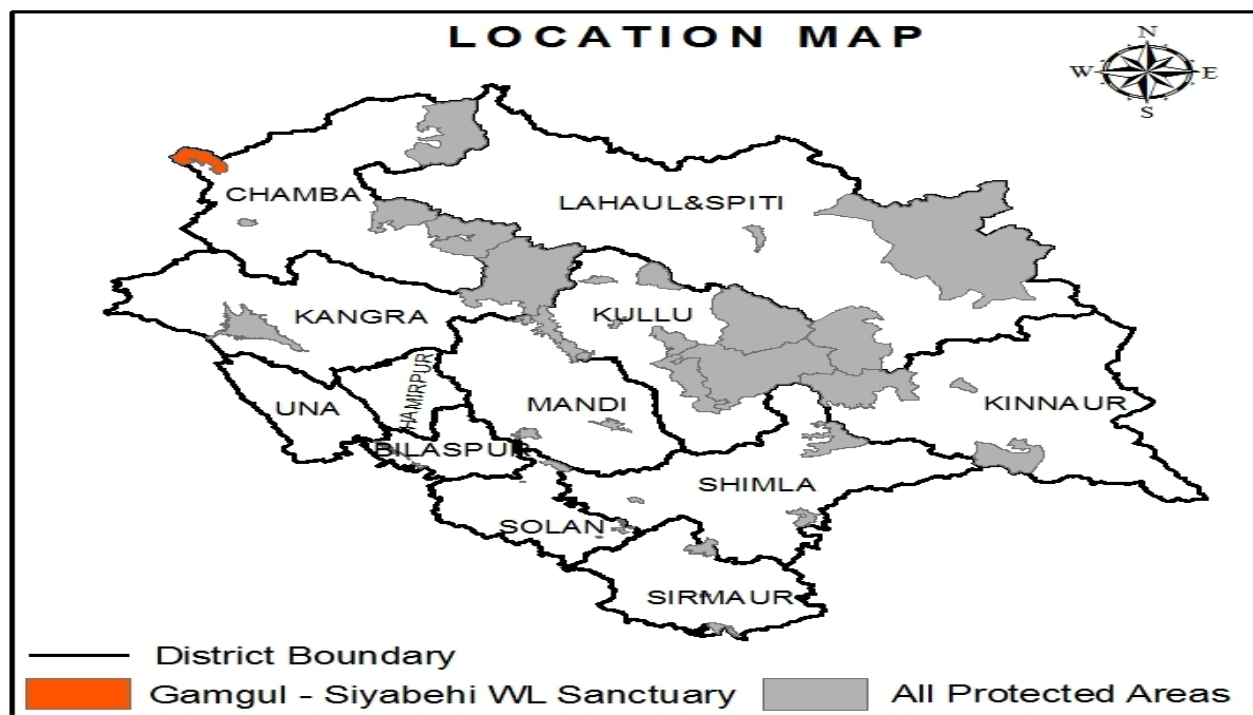 LOCATION MAP
N
W
E
S
CHAMBA
LAHAUL&SPITI
KANGRA
KULLU
HAMIRPUR
UNA
MANDI
KINNAUR
BILASPUR
SHIMLA
SOLAN
SIRMAUR
District Boundary
Gamgul - Siyabehi WL Sanctuary
All Protected Areas